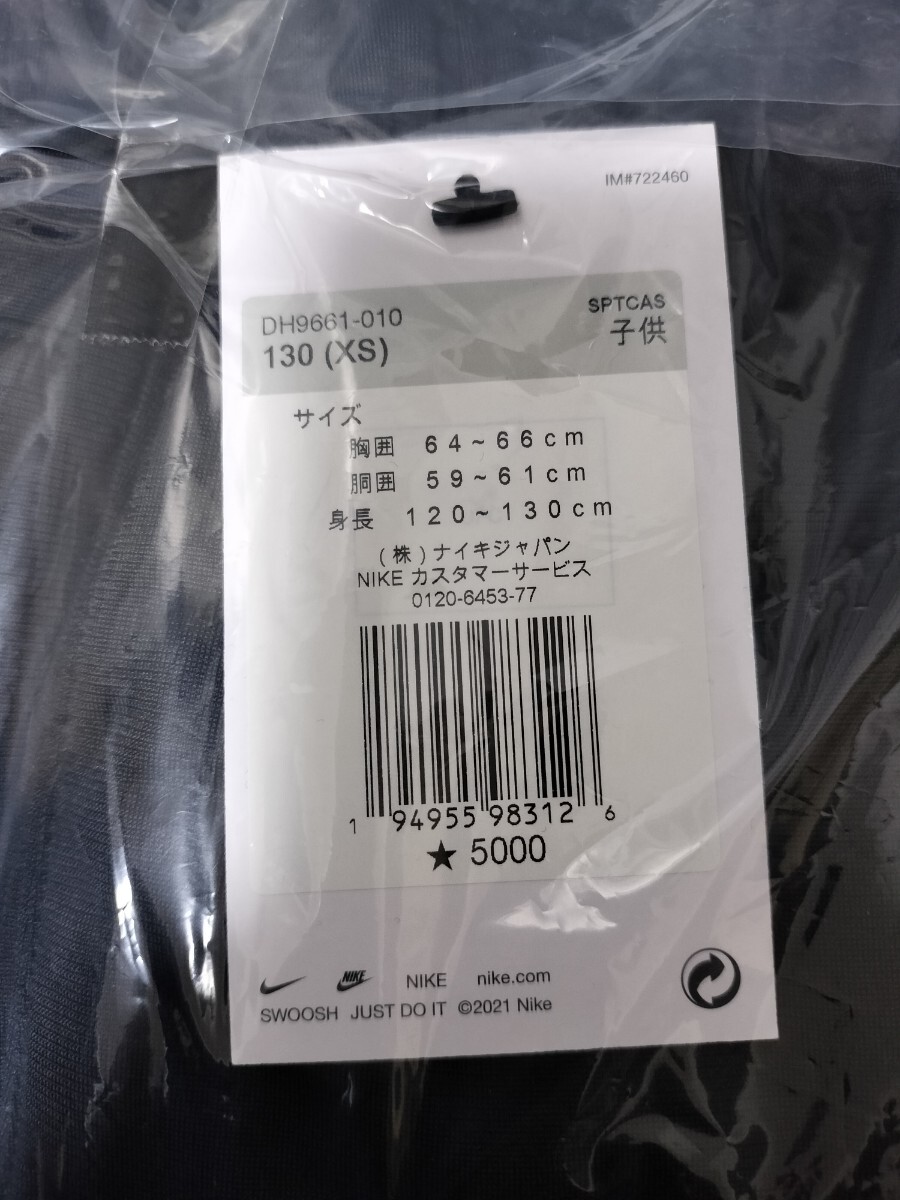 IM#722460
DH9661-010
SPTCAS
130 (XS)
子供
サイズ
胸囲 64~66cm
胴囲 59~61cm
身長 120~130cm
(株)ナイキジャパン
NIKE カスタマーサービス
0120-6453-77
1 94955 98312 6
★ 5000
NIKE NIKE nike.com
SWOOSH JUST DO IT ©2021 Nike